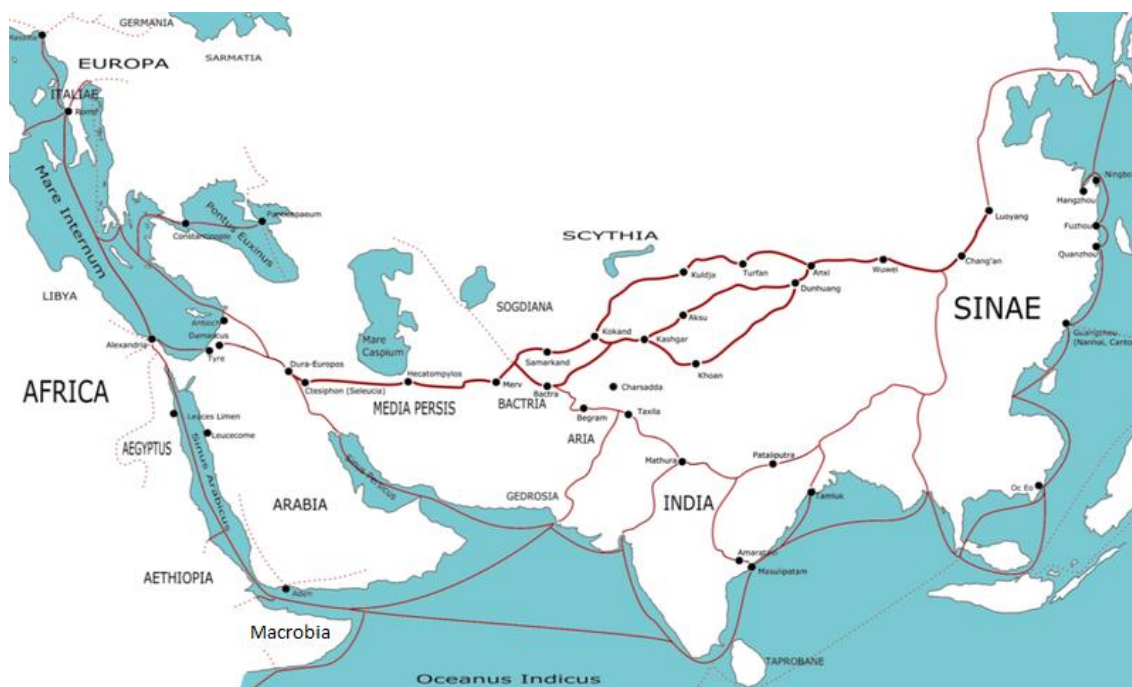 GERMANIA
SARMATIA
Massilia
EUROPA
ITALIAE
Rome
Mare Internum
Constantinople
Pontus Euxinus
Panticapaeum
SCYTHIA
LIBYA
Antioch
Damascus
Tyre
Alexandria
AFRICA
Mare
Caspium
SOGDIANA
Kuldja
Turfan
Anxi
Wuwei
Chang'an
Luoyang
Hangzhou
Ningbo
Fuzhou
Quanzhou
SINAE
Guangzhou
(Nanhai, Canto
Dunhuang
Aksu
Kokand
Kashgar
Khoan
Samarkand
Dura-Europos
Ctesiphon (Seleucia)
Hecatompylos
Merv
Bactra
MEDIA PERSIS
BACTRIA
Charsadda
Begram
Taxila
ARIA
Leuces Limen
Leucecome
AEGYPTUS
Sinus Arabicus
Sinus Persicus
ARABIA
GEDROSIA
Mathura
Pataliputra
INDIA
Tamluk
Oc Eo
Amaratavi
Masulpatam
AETHIOPIA
Aden
Macrobia
TAPROBANE
Oceanus Indicus